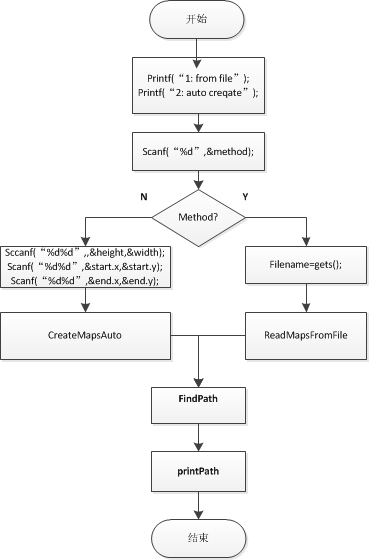 开始
Printf(“1: from file”);
Printf(“2: auto creqate”);
Scanf(“%d”,&method);
N
Y
Method?
Sccanf(“%d%d”,,&height,&width);
Scanf(“%d%d”,&start.x,&start.y);
Scanf(“%d%d”,&end.x,&end.y);
Filename=gets();
CreateMapsAuto
ReadMapsFromFile
FindPath
printPath
结束